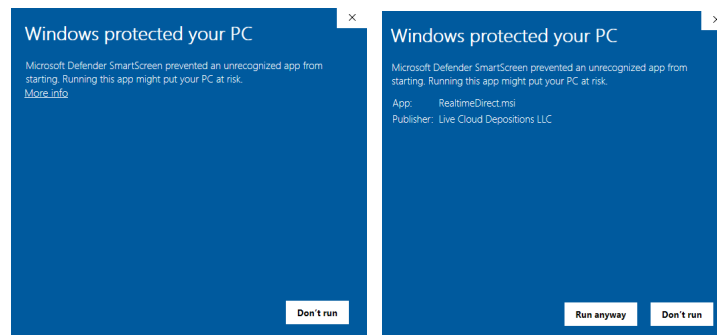 Windows protected your PC
Microsoft Defender SmartScreen prevented an unrecognized app from
starting. Running this app might put your PC at risk.
More info
Don't run
Windows protected your PC
Microsoft Defender SmartScreen prevented an unrecognized app from
starting. Running this app might put your PC at risk.
App: RealtimeDirect.msi
Publisher: Live Cloud Depositions LLC
Run anyway Don't run